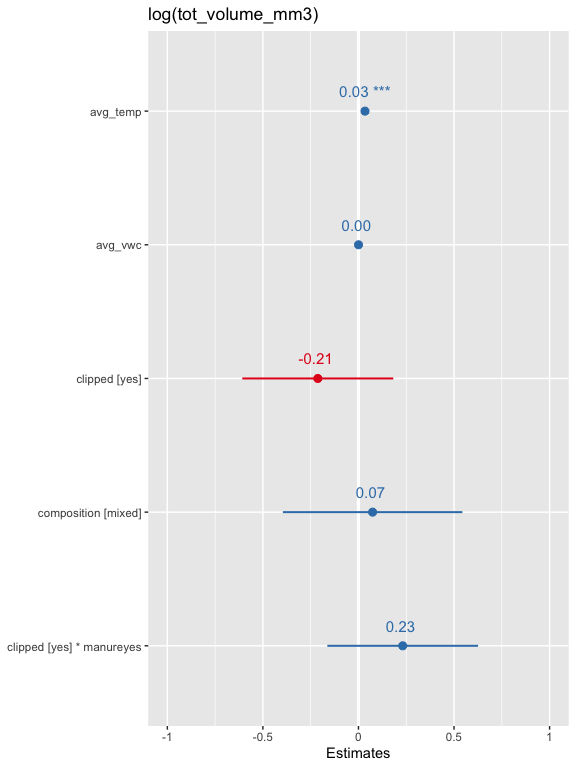 log(tot_volume_mm3)
avg_temp
0.03 ***
avg_vwc
0.00
clipped [yes]
-0.21
composition [mixed]
0.07
clipped [yes] * manureyes
0.23
-1 -0.5 0 0.5 1
Estimates